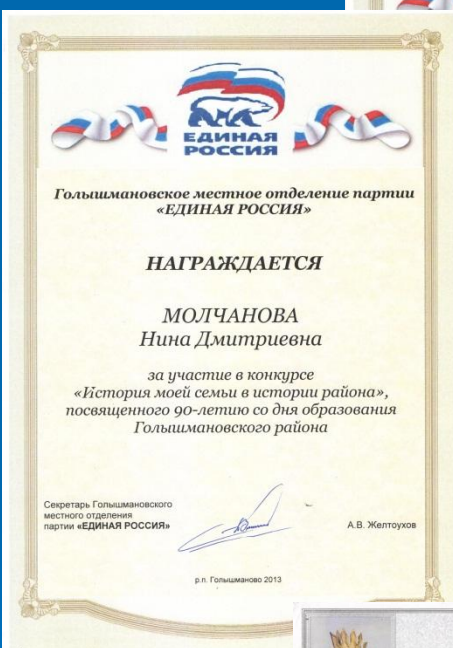 ЕДИНАЯ
РОССИЯ
Голышмановское местное отделение партии
«ЕДИНАЯ РОССИЯ»
НАГРАЖДАЕТСЯ
МОЛЧАНОВА
Нина Дмитриевна
за участие в конкурсе
«История моей семьи в истории района»,
посвященного 90-летию со дня образования
Голышмановского района
Секретарь Голышмановского
местного отделения
партии «ЕДИНАЯ РОССИЯ»
А.В. Желтоухов
р.п. Голышманово 2013